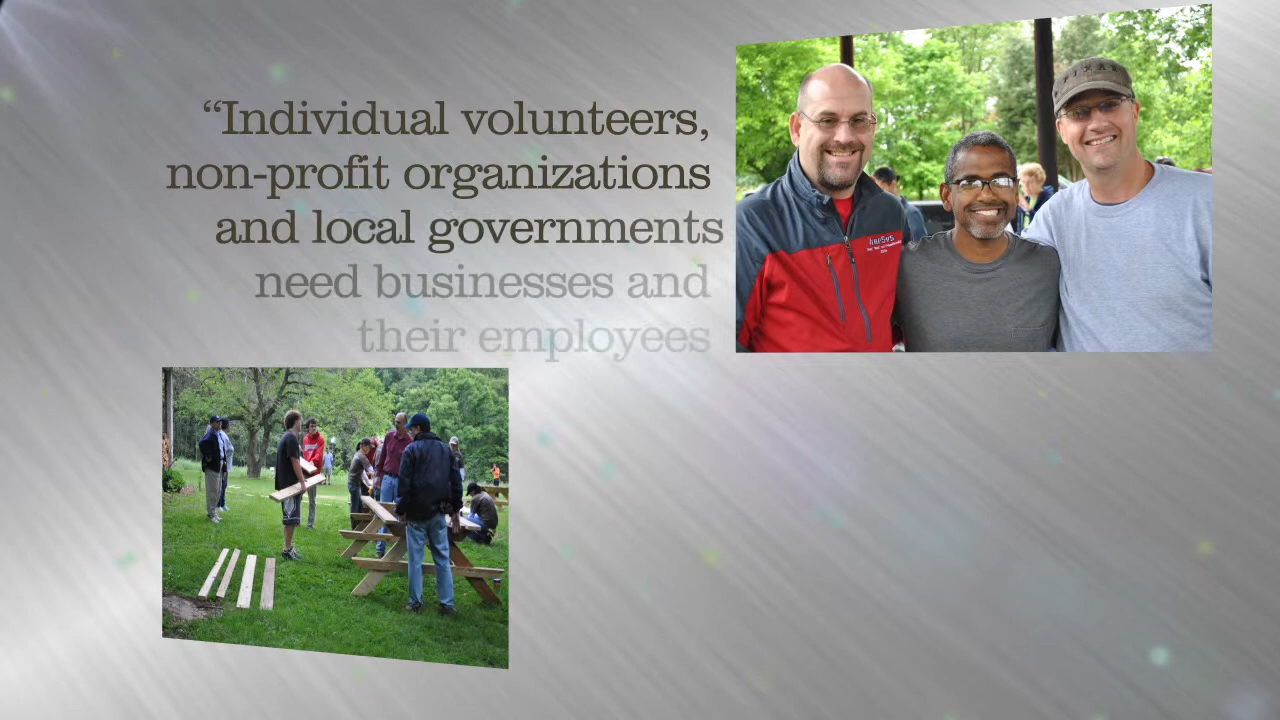 “Individual volunteers,
non-profit organizations
and local governments
need businesses and
their employees